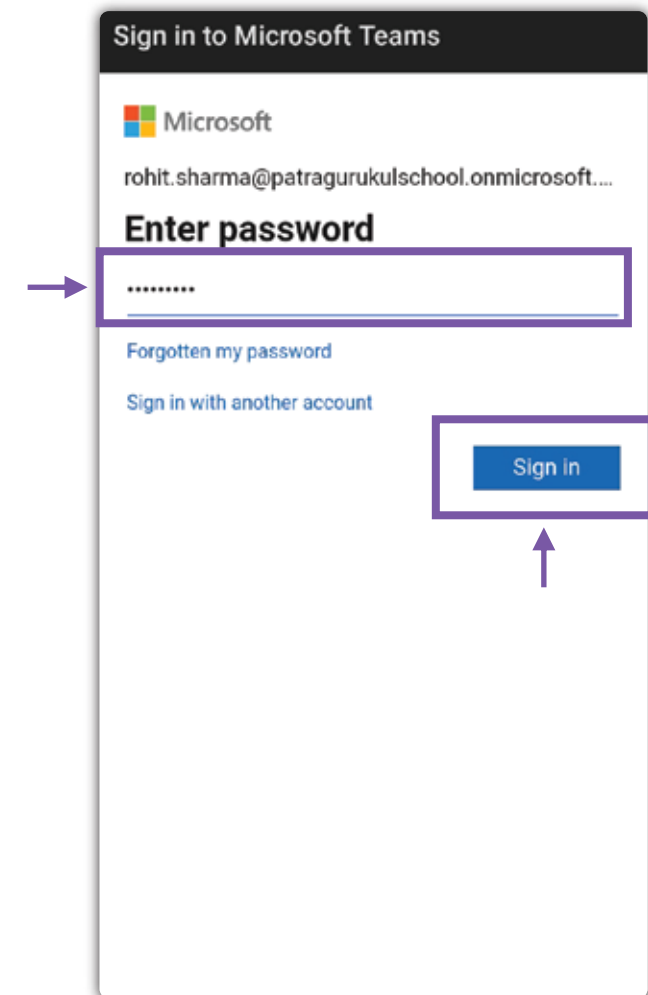 Sign in to Microsoft Teams
Microsoft
rohit.sharma@patragurukulschool.onmicrosoft....
Enter password
•••••••••
Forgotten my password
Sign in with another account
Sign in